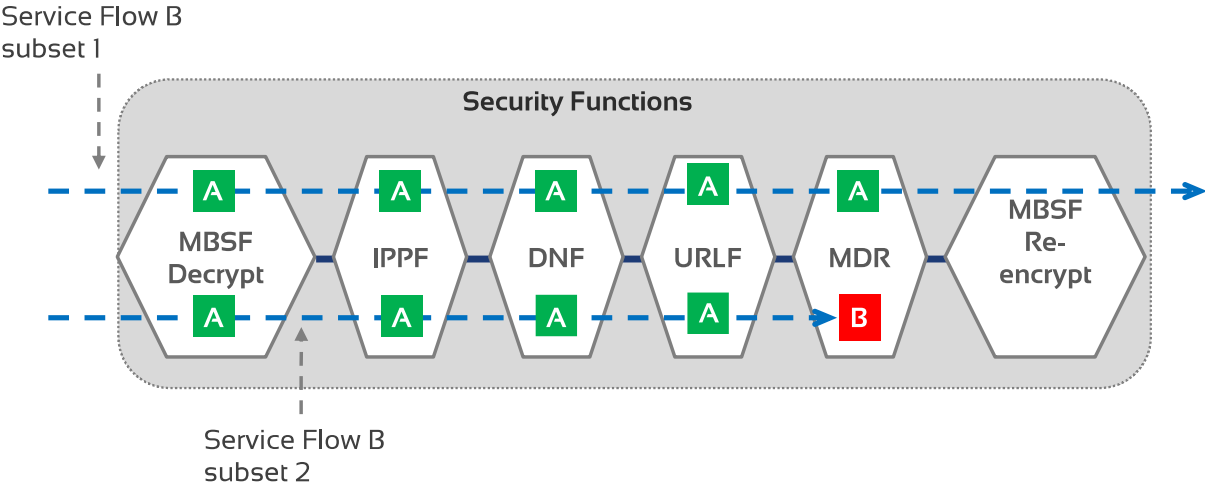 Service Flow B
subset 1
Security Functions
A A A A A
MBSF
Decrypt
IPPF
DNF
URLF
MDR
MBSF
Re-
encrypt
A A A A B
Service Flow B
subset 2